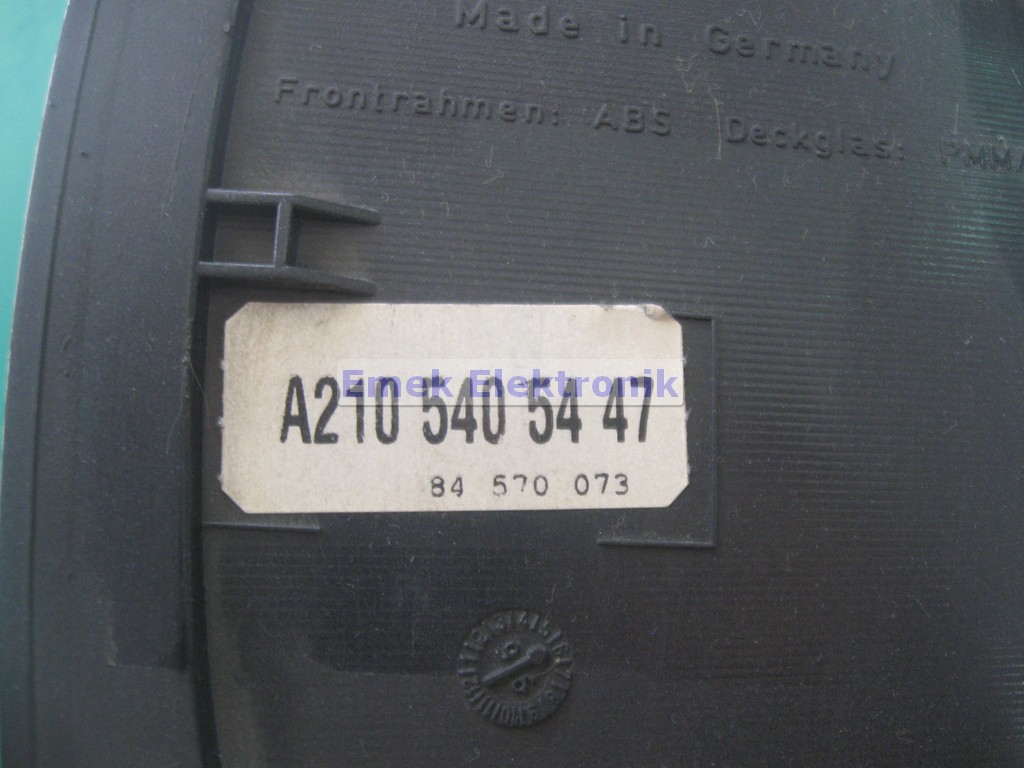 Made in Germany
Frontrahmen: ABS Deckglas: PMMA
Emek Elektronik
A210 540 54 47
84 570 073